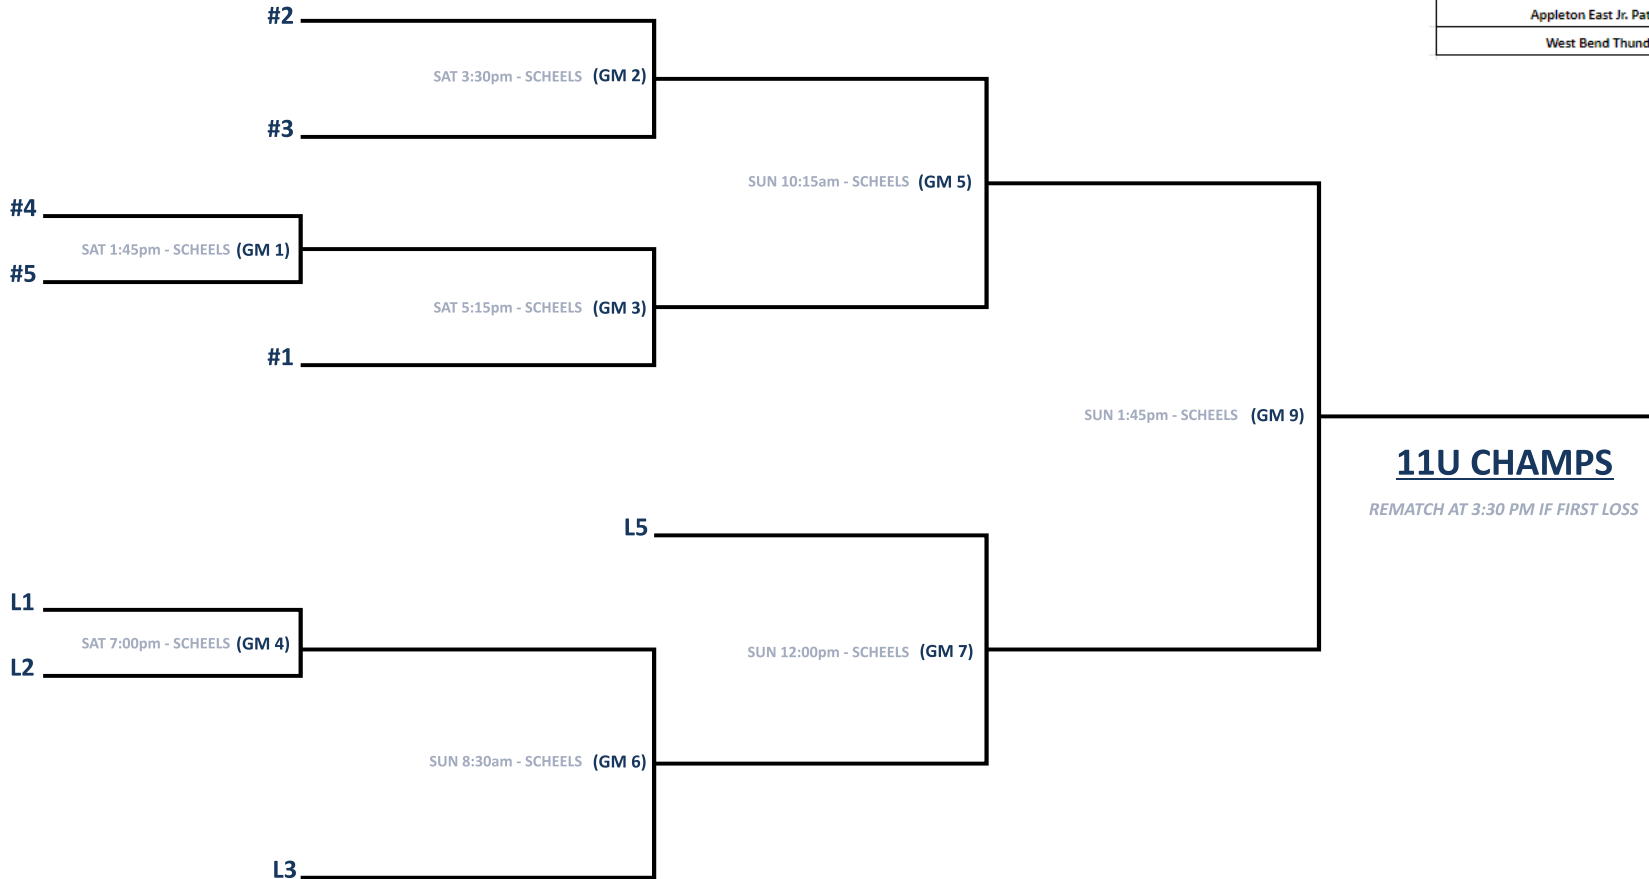 #2
Appleton East Jr.
West Bend
SAT 3:30pm - SCHEELS (GM 2)
#3
SUN 10:15am - SCHEELS (GM 5)
#4
SAT 1:45pm - SCHEELS (GM 1)
#5
SAT 5:15pm - SCHEELS (GM 3)
#1
SUN 1:45pm - SCHEELS (GM 9)
11U CHAMPS
REMATCH AT 3:30 PM IF FIRST LOSS
L5
L1
SAT 7:00pm - SCHEELS (GM 4)
L2
SUN 12:00pm - SCHEELS (GM 7)
SUN 8:30am - SCHEELS (GM 6)
L3